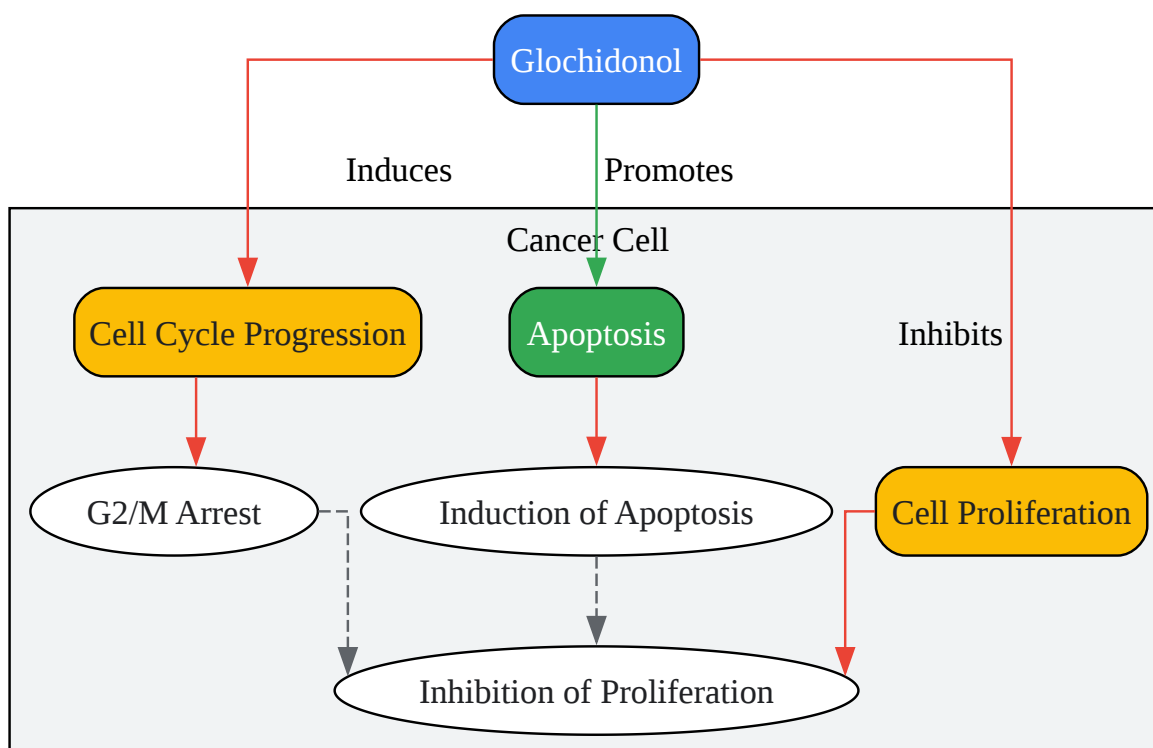 Glochidonol
Induces
Promotes
Cancer Cell
Cell Cycle Progression
Apoptosis
Inhibits
G2/M Arrest
Induction of Apoptosis
Cell Proliferation
Inhibition of Proliferation